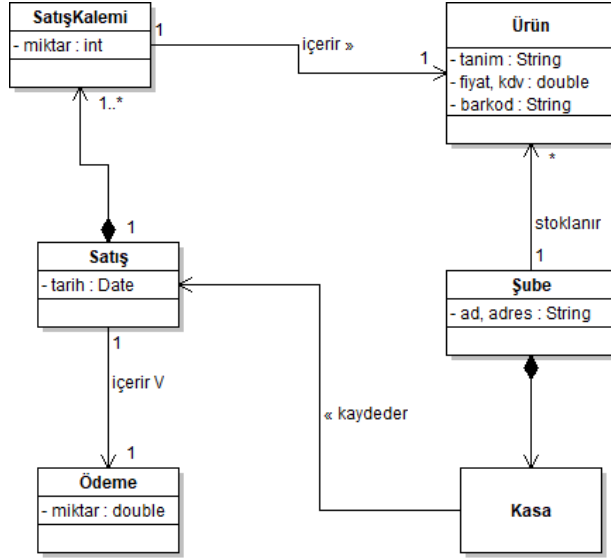 SatışKalemi
- miktar : int
1
içerir »
1
Ürün
- tanim : String
- fiyat, kdv : double
- barkod : String
1..*
*
stoklanır
1
1
Satış
- tarih : Date
Şube
- ad, adres : String
1
içerir V
« kaydeder
1
Ödeme
- miktar : double
Kasa